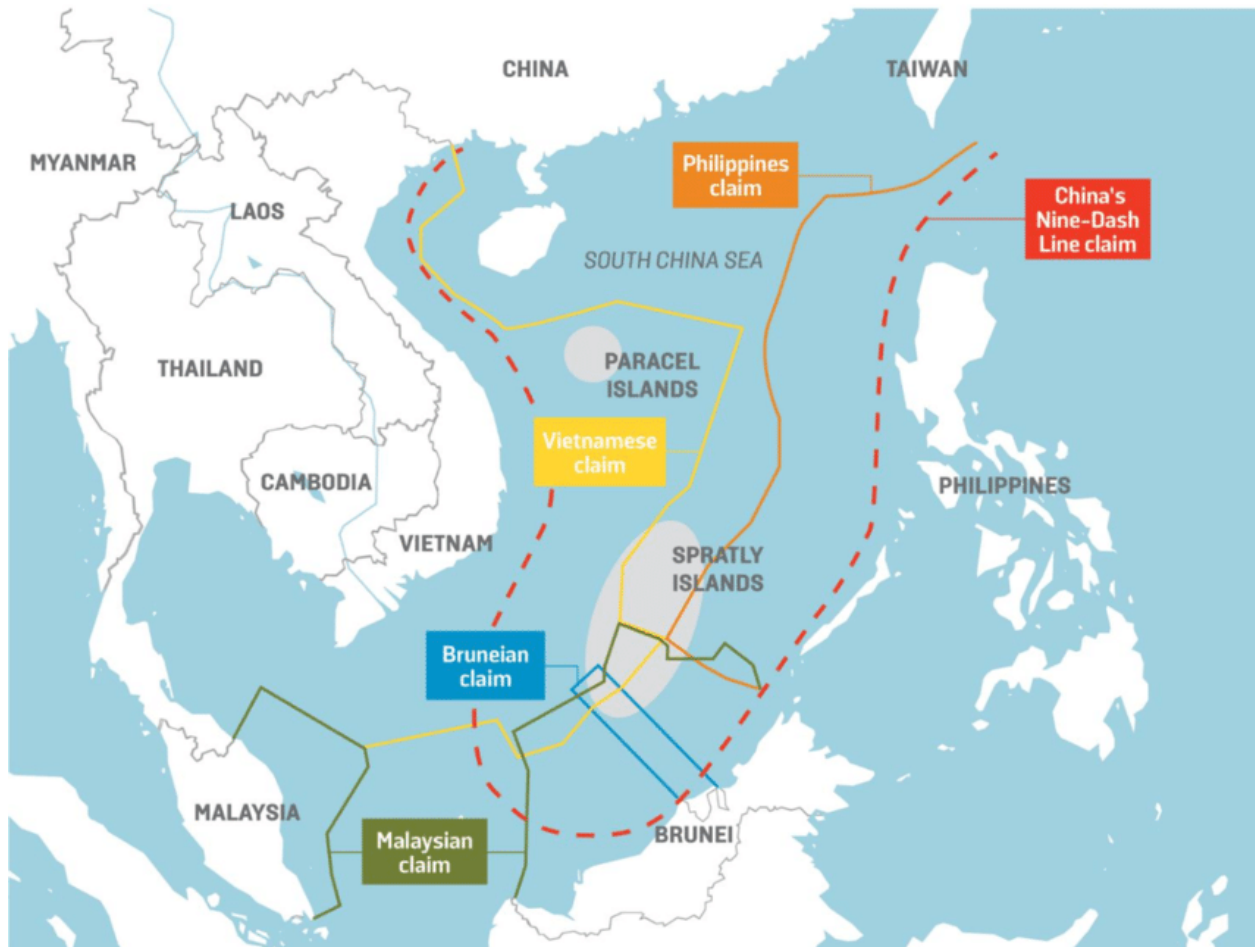 CHINA
TAIWAN
MYANMAR
Philippines
claim
LAOS
China's
Nine-Dash
Line claim
SOUTH CHINA SEA
THAILAND
PARACEL
ISLANDS
Vietnamese
claim
CAMBODIA
PHILIPPINES
VIETNAM
SPRATLY
ISLANDS
Bruneian
claim
MALAYSIA
BRUNEI
Malaysian
claim